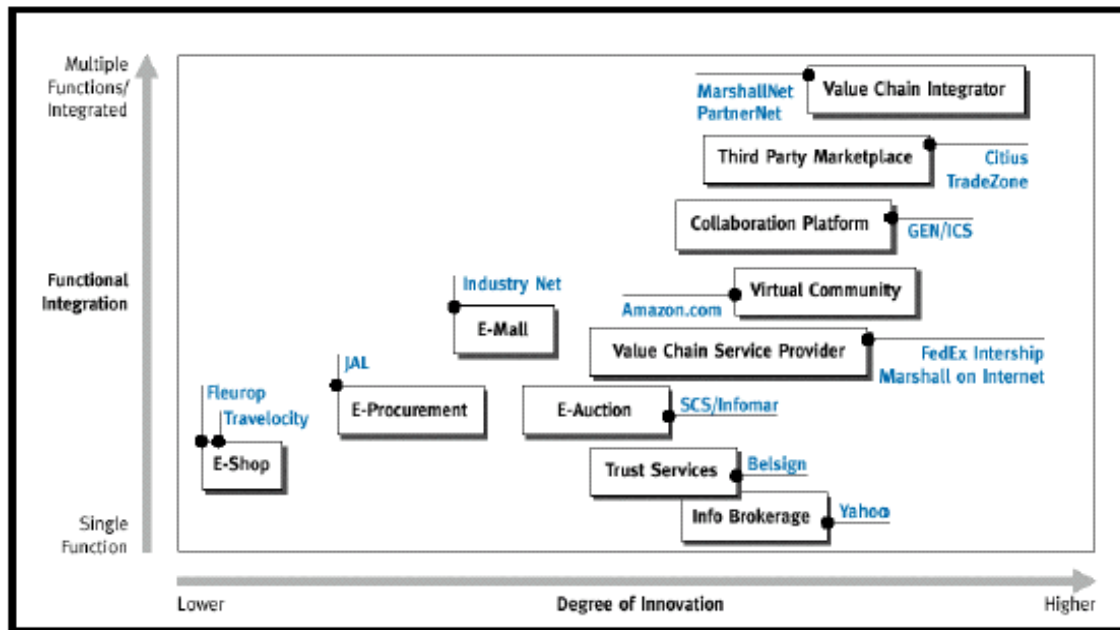 Multiple
Functions/
Integrated
MarshallNet
PartnerNet
Value Chain Integrator
Third Party Marketplace
Citius
TradeZone
Collaboration Platform
GEN/ICS
Functional
Integration
Industry Net
E-Mall
Virtual Community
Amazon.com
Value Chain Service Provider
FedEx Intership
Marshall on Internet
JAL
E-Procurement
E-Auction
SCS/Infomar
Fleurop
Travelocity
E-Shop
Trust Services
Belsign
Info Brokerage
Yahoo
Single
Function
Lower
Degree of Innovation
Higher